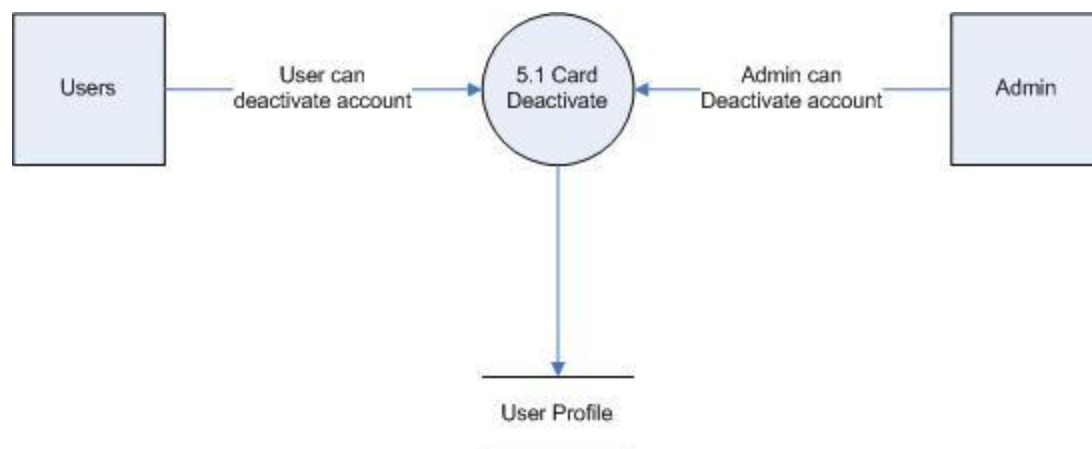 Users
User can
deactivate account
5.1 Card
Deactivate
Admin can
Deactivate account
Admin
User Profile